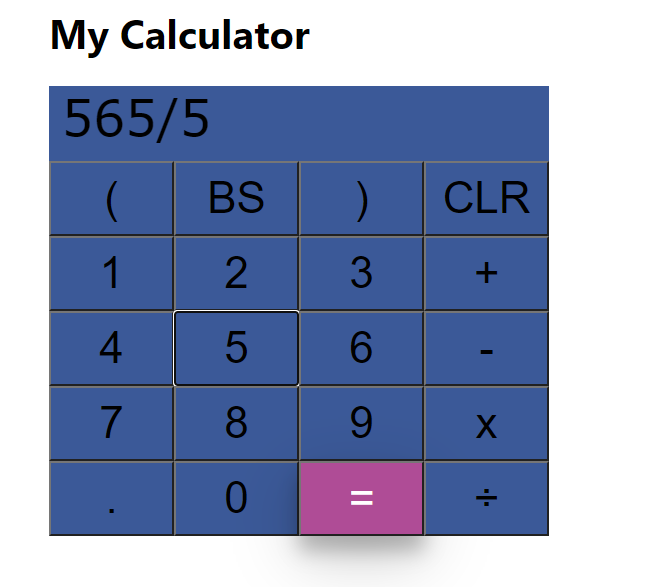 My Calculator
565/5
( BS ) CLR
1 2 3 +
4 5 6 -
7 8 9 x
. 0 = ÷